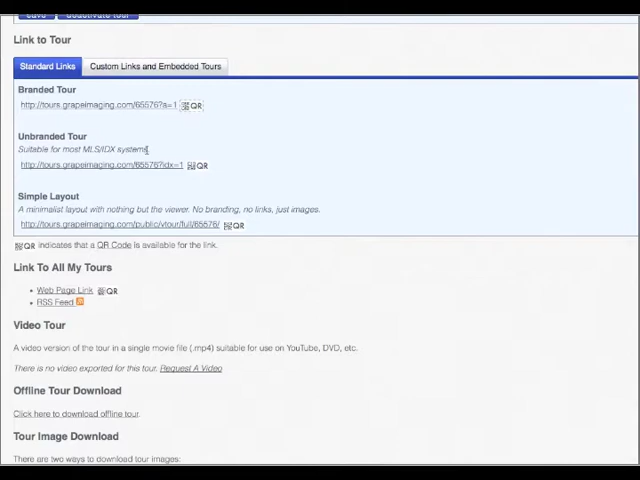 save deactivate tour
Link to Tour
Standard Links Custom Links and Embedded Tours
Branded Tour
http://tours.grapeimaging.com/65576?a=1 QR
Unbranded Tour
Suitable for most MLS/IDX systems
http://tours.grapeimaging.com/65576?idx=1 QR
Simple Layout
A minimalist layout with nothing but the viewer. No branding, no links, just images.
http://tours.grapeimaging.com/public/vtour/full/65576/ QR
QR indicates that a QR Code is available for the link.
Link To All My Tours
• Web Page Link QR
• RSS Feed
Video Tour
A video version of the tour in a single movie file (.mp4) suitable for use on YouTube, DVD, etc.
There is no video exported for this tour. Request A Video
Offline Tour Download
Click here to download offline tour.
Tour Image Download
There are two ways to download tour images: